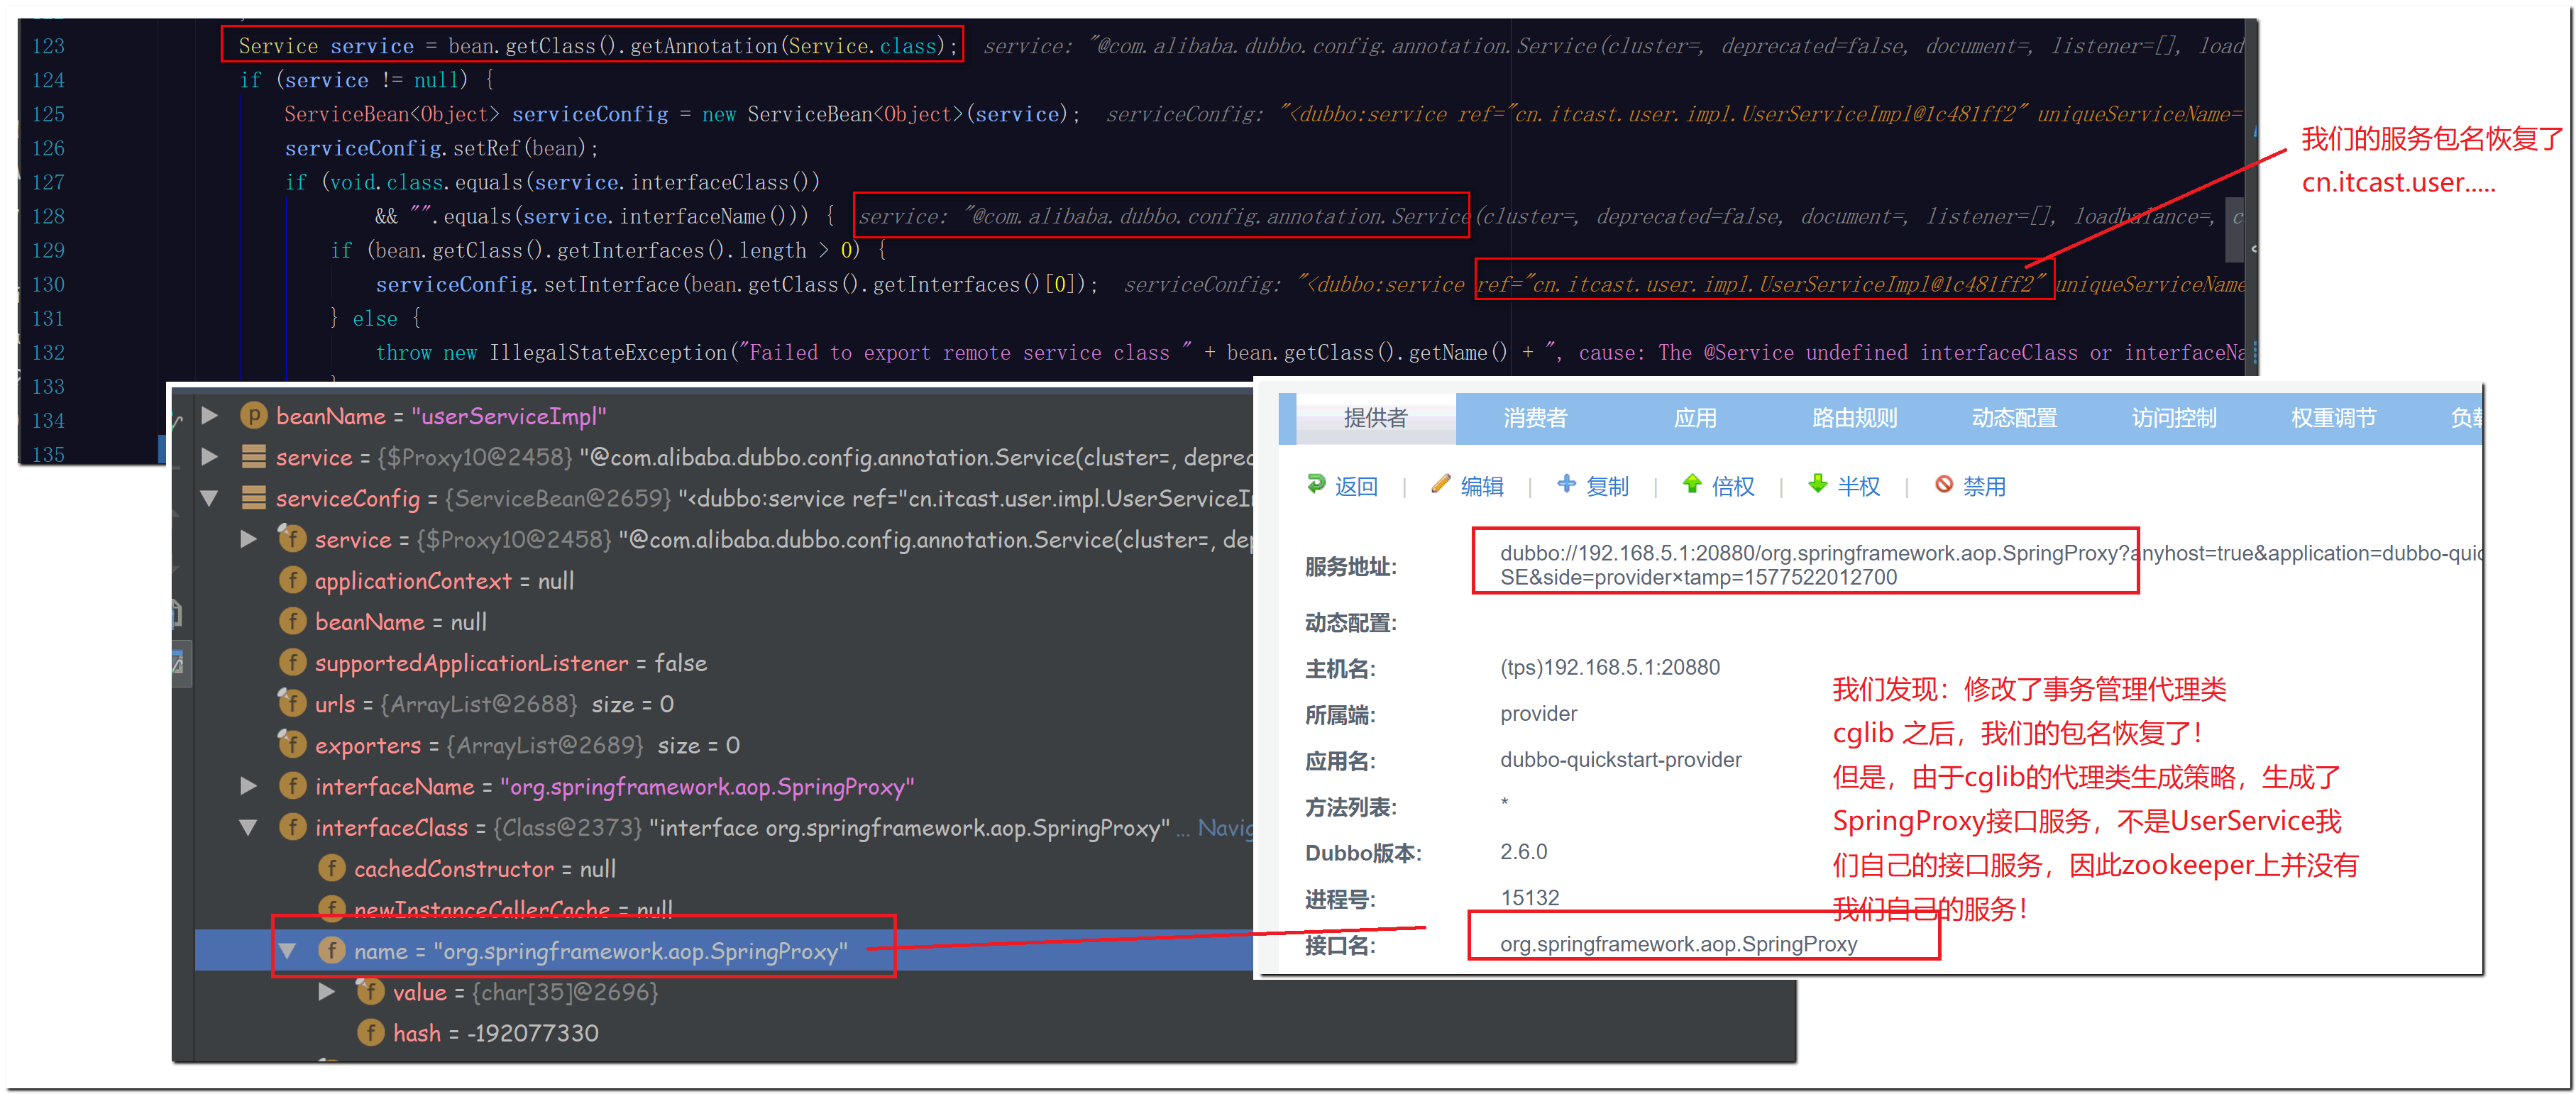 123 Service service = bean.getClass().getAnnotation(Service.class); service: "@com.alibaba.dubbo.config.annotation.Service(cluster=, deprecated=false, document=, listener=[], load
124 if (service != null) {
125 ServiceBean<Object> serviceConfig = new ServiceBean<Object>(service); serviceConfig: "<dubbo:service ref="cn.itcast.user.impl.UserServiceImpl@1c481ff2" uniqueServiceName=
126 serviceConfig.setRef(bean);
127 if (void.class.equals(service.interfaceClass())
128 && "".equals(service.interfaceName())) { service: "@com.alibaba.dubbo.config.annotation.Service(cluster=, deprecated=false, document=, listener=[], loadbalance=, c
129 if (bean.getClass().getInterfaces().length > 0) {
130 serviceConfig.setInterface(bean.getClass().getInterfaces()[0]); serviceConfig: "<dubbo:service ref="cn.itcast.user.impl.UserServiceImpl@1c481ff2" uniqueServiceName
131 } else {
132 throw new IllegalStateException("Failed to export remote service class " + bean.getClass().getName() + ", cause: The @Service undefined interfaceClass or interfaceNa
133
134
135
我们的服务包名恢复了
cn.itcast.user.....
p beanName = "userServiceImpl"
service = {$Proxy10@2458} "@com.alibaba.dubbo.config.annotation.Service(cluster=, deprec
serviceConfig = {ServiceBean@2659} "<dubbo:service ref="cn.itcast.user.impl.UserServiceIm
f service = {$Proxy10@2458} "@com.alibaba.dubbo.config.annotation.Service(cluster=, dep
f applicationContext = null
f beanName = null
f supportedApplicationListener = false
f urls = {ArrayList@2688} size = 0
f exporters = {ArrayList@2689} size = 0
f interfaceName = "org.springframework.aop.SpringProxy"
f interfaceClass = {Class@2373} "interface org.springframework.aop.SpringProxy" ... Navig
f cachedConstructor = null
f newInstanceCallerCache = null
f name = "org.springframework.aop.SpringProxy"
f value = {char[35]@2696}
f hash = -192077330
提供者 消费者 应用 路由规则 动态配置 访问控制 权重调节 负载
返回 | 编辑 | 复制 | 倍权 | 半权 | 禁用
服务地址: dubbo://192.168.5.1:20880/org.springframework.aop.SpringProxy?anyhost=true&application=dubbo-quic
SE&side=provider×tamp=1577522012700
动态配置:
主机名: (tps)192.168.5.1:20880
所属端: provider
应用名: dubbo-quickstart-provider
方法列表: *
Dubbo版本: 2.6.0
进程号: 15132
接口名: org.springframework.aop.SpringProxy
我们发现：修改了事务管理代理类
cglib 之后，我们的包名恢复了！
但是，由于cglib的代理类生成策略，生成了
SpringProxy接口服务，不是UserService我
们自己的接口服务，因此zookeeper上并没有
我们自己的服务！